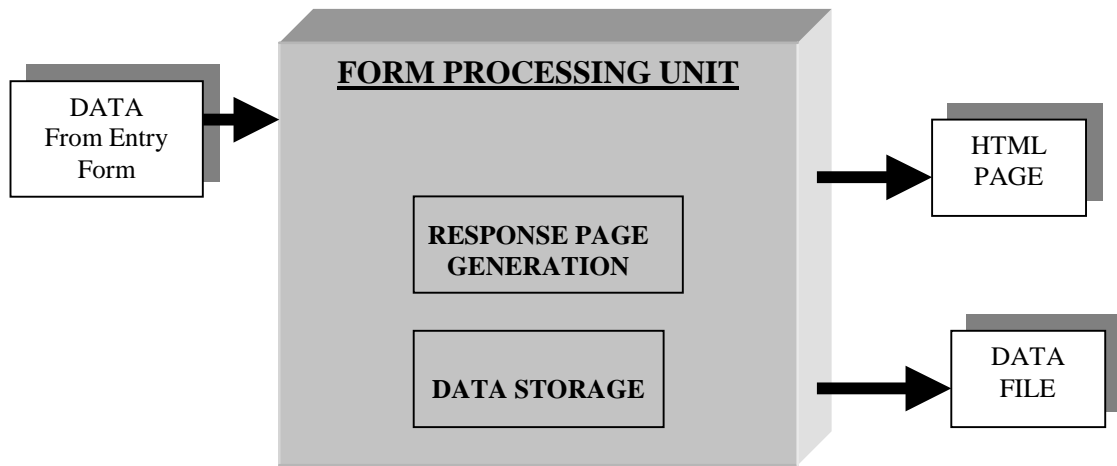 FORM PROCESSING UNIT
DATA
From Entry
Form
HTML
PAGE
RESPONSE PAGE
GENERATION
DATA STORAGE
DATA
FILE